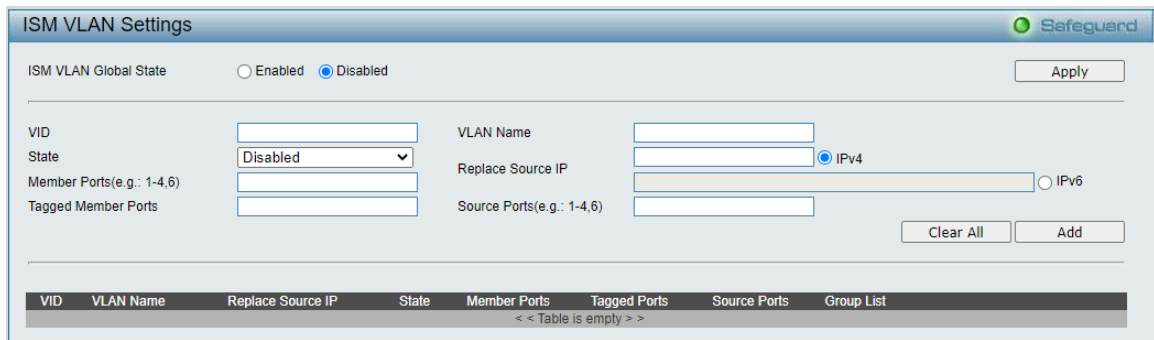 ISM VLAN Settings
Safeguard
ISM VLAN Global State
Enabled
Disabled
Apply
VID
VLAN Name
State
Disabled
Replace Source IP
IPv4
Member Ports(e.g.: 1-4,6)
IPv6
Tagged Member Ports
Source Ports(e.g.: 1-4,6)
Clear All
Add
VID VLAN Name Replace Source IP State Member Ports Tagged Ports Source Ports Group List
< < Table is empty > >